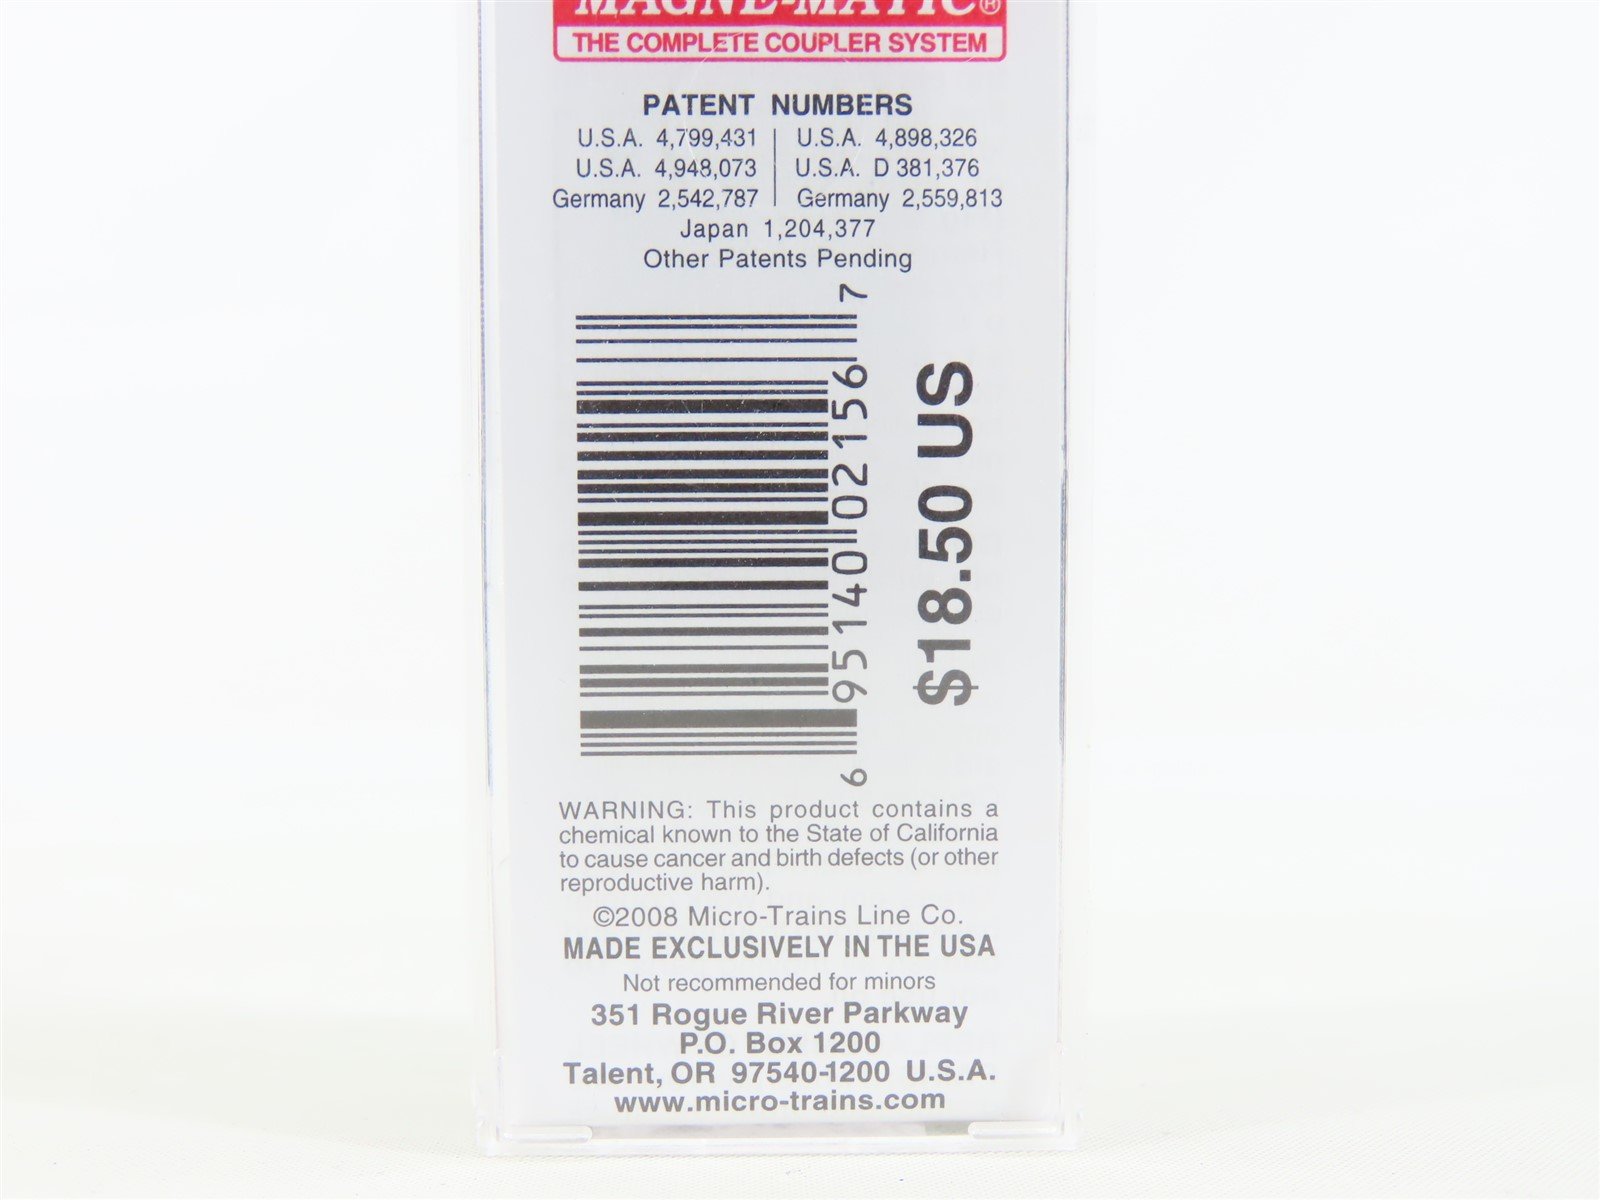 MAGNE-MATIC®
THE COMPLETE COUPLER SYSTEM
PATENT NUMBERS
U.S.A. 4,799,431 | U.S.A. 4,898,326
U.S.A. 4,948,073 | U.S.A. D 381,376
Germany 2,542,787 | Germany 2,559,813
Japan 1,204,377
Other Patents Pending
6 95140 02156 7
$18.50 US
WARNING: This product contains a
chemical known to the State of California
to cause cancer and birth defects (or other
reproductive harm).
©2008 Micro-Trains Line Co.
MADE EXCLUSIVELY IN THE USA
Not recommended for minors
351 Rogue River Parkway
P.O. Box 1200
Talent, OR 97540-1200 U.S.A.
www.micro-trains.com